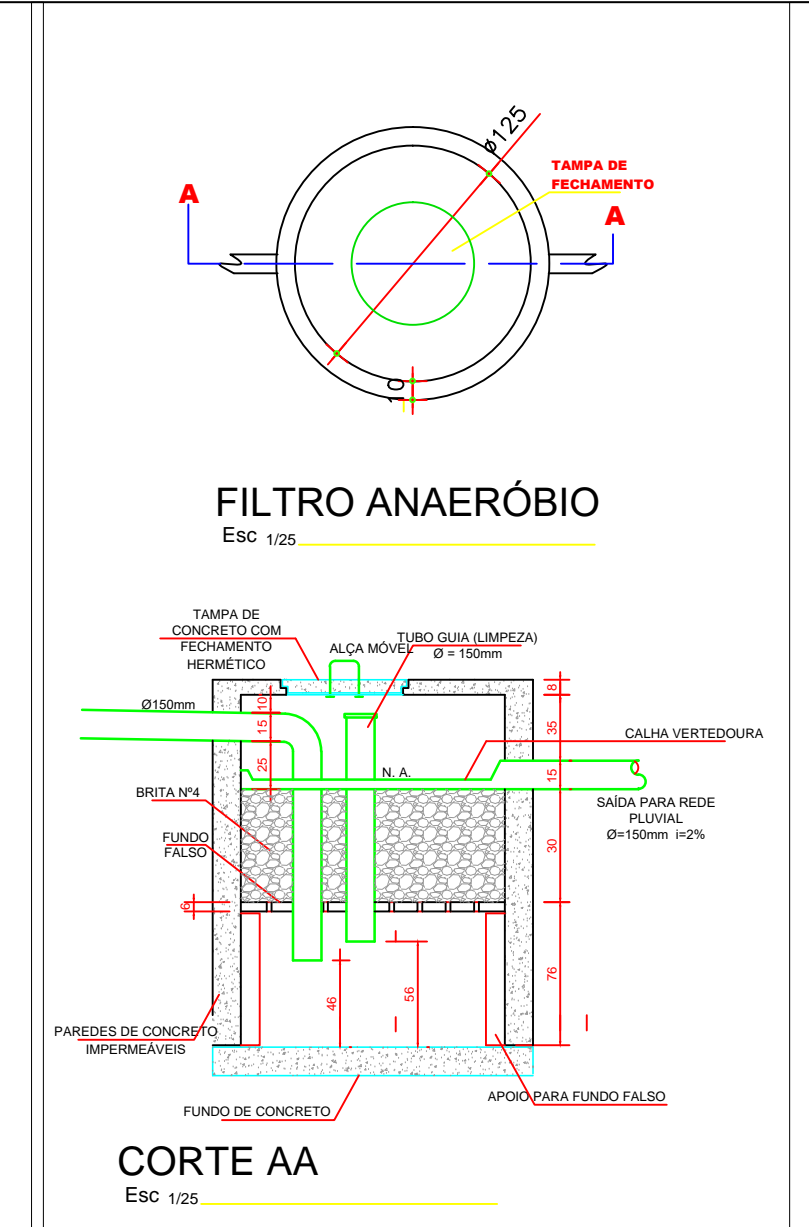 ø125
TAMPA DE
FECHAMENTO
A
A
10
FILTRO ANAERÓBIO
Esc 1/25
TAMPA DE
CONCRETO COM
FECHAMENTO
HERMÉTICO
ALÇA MÓVEL
TUBO GUIA (LIMPEZA)
Ø = 150mm
Ø150mm
10
15
25
8
35
15
30
76
CALHA VERTEDOURA
N. A.
BRITA Nº4
FUNDO
FALSO
SAÍDA PARA REDE
PLUVIAL
Ø=150mm i=2%
6
46
56
PAREDES DE CONCRETO
IMPERMEÁVEIS
FUNDO DE CONCRETO
APOIO PARA FUNDO FALSO
CORTE AA
Esc 1/25